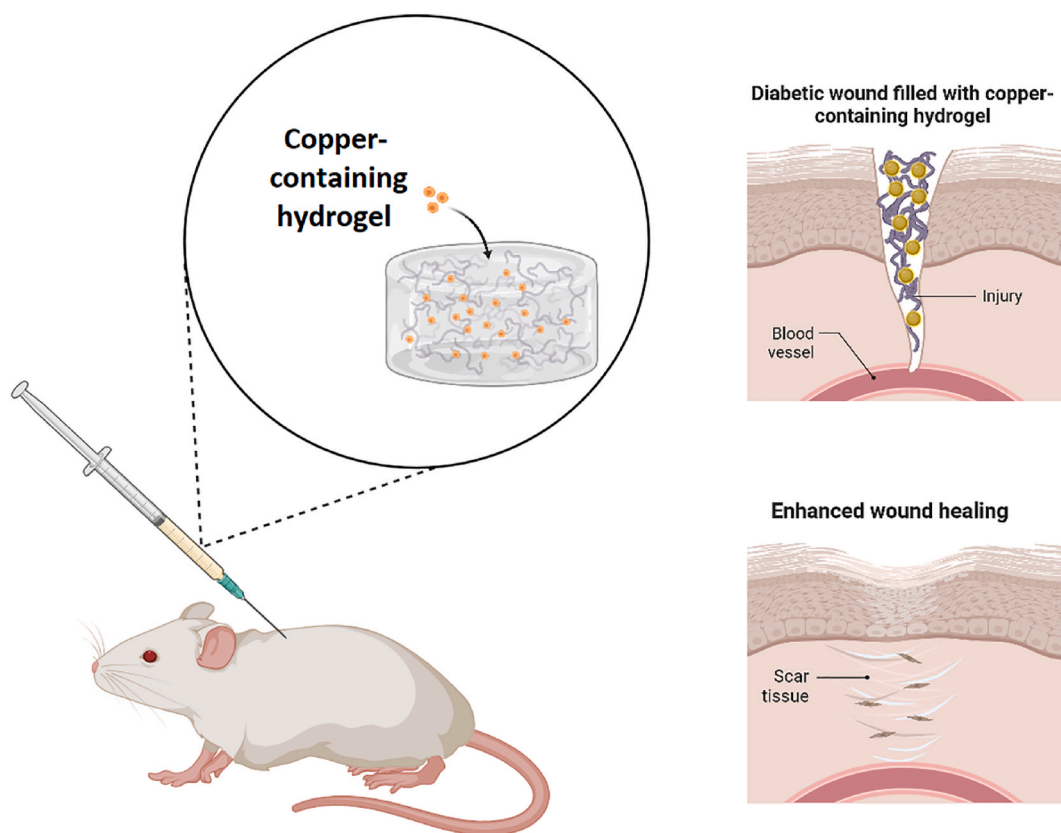 Copper-
containing
hydrogel
Diabetic wound filled with copper-
containing hydrogel
Injury
Blood
vessel
Enhanced wound healing
Scar
tissue